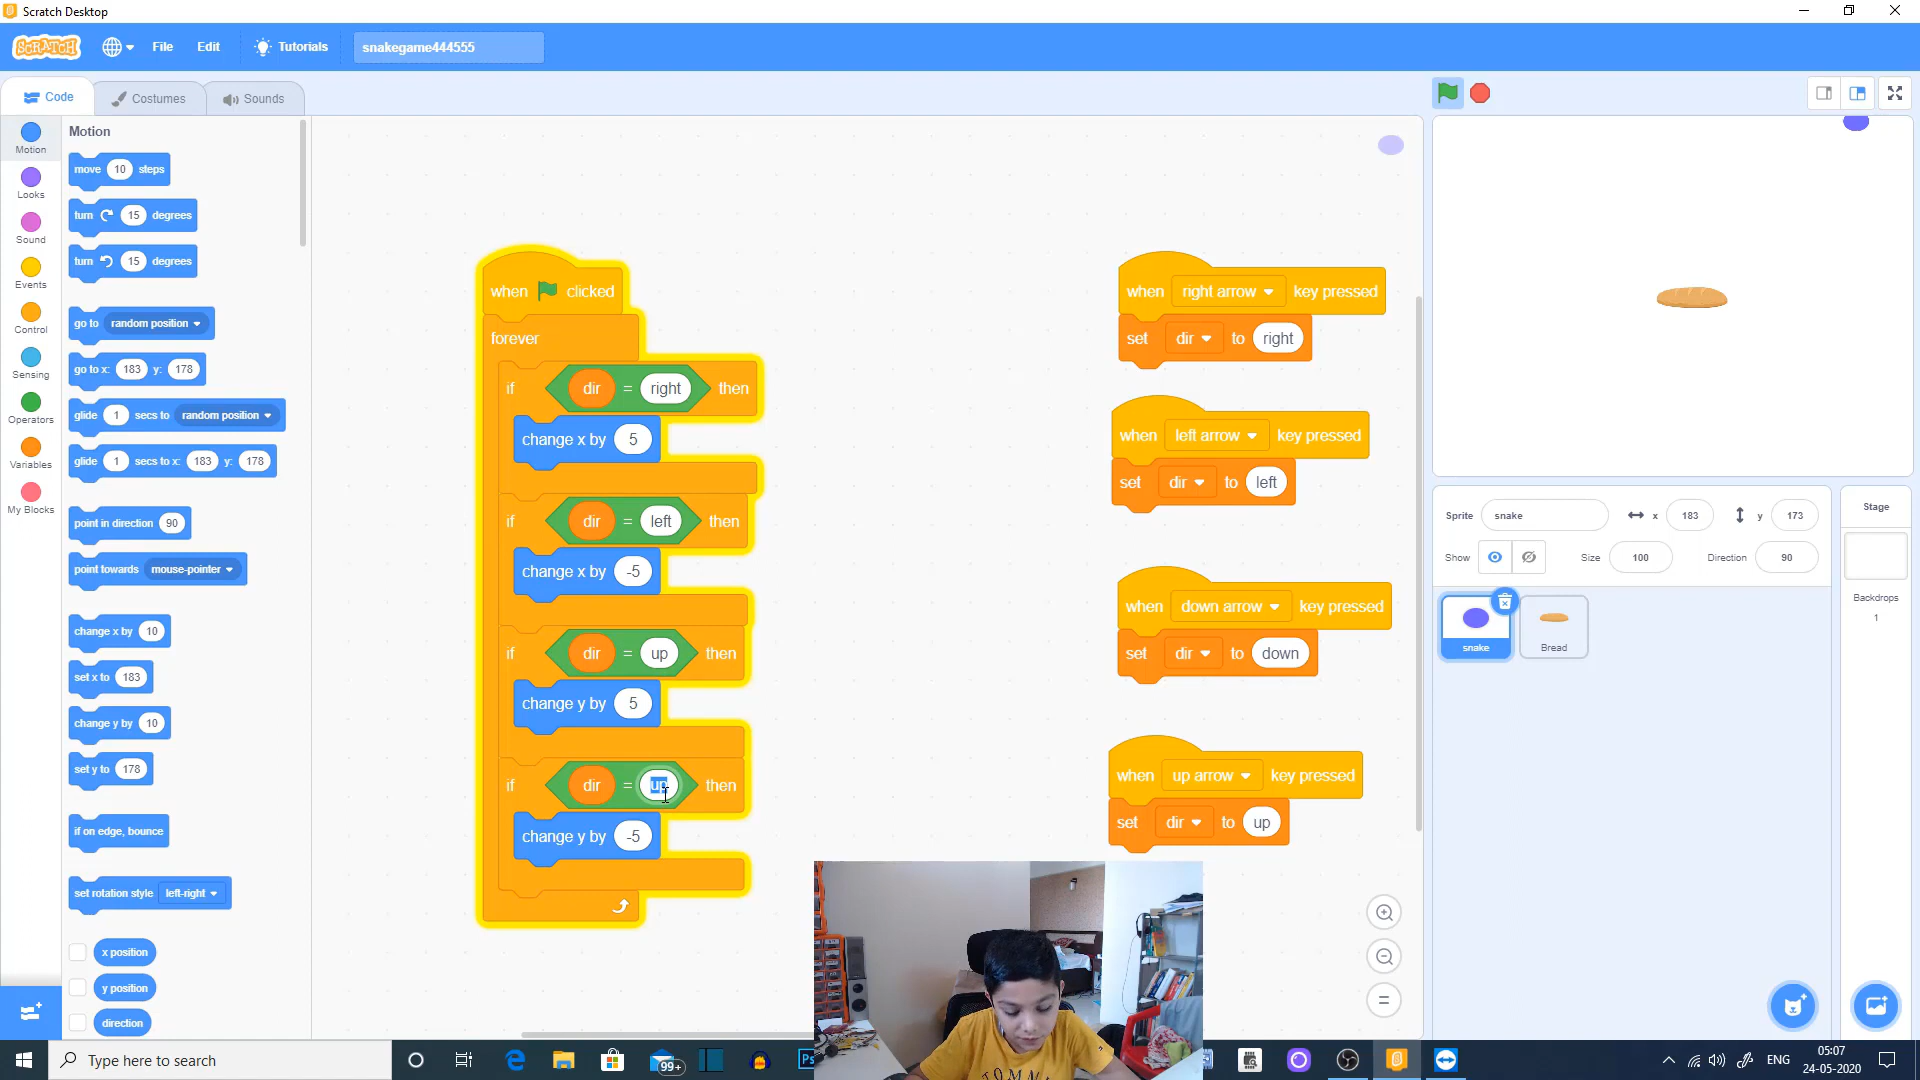 Scratch Desktop
SCRATCH File Edit Tutorials snakegame444555
Code Costumes Sounds
Motion
Looks
Sound
Events
Control
Sensing
Operators
Variables
My Blocks
Motion
move 10 steps
turn 15 degrees
turn 15 degrees
go to random position
go to x: 183 y: 178
glide 1 secs to random position
glide 1 secs to x: 183 y: 178
point in direction 90
point towards mouse-pointer
change x by 10
set x to 183
change y by 10
set y to 178
if on edge, bounce
set rotation style left-right
x position
y position
direction
when clicked
forever
if dir = right then
change x by 5
if dir = left then
change x by -5
if dir = up then
change y by 5
if dir = up then
change y by -5
when right arrow key pressed
set dir to right
when left arrow key pressed
set dir to left
when down arrow key pressed
set dir to down
when up arrow key pressed
set dir to up
Sprite snake x 183 y 173
Show Size 100 Direction 90
snake
Bread
Stage
Backdrops
1
Type here to search
99+
Ps
ENG
05:07
24-05-2020